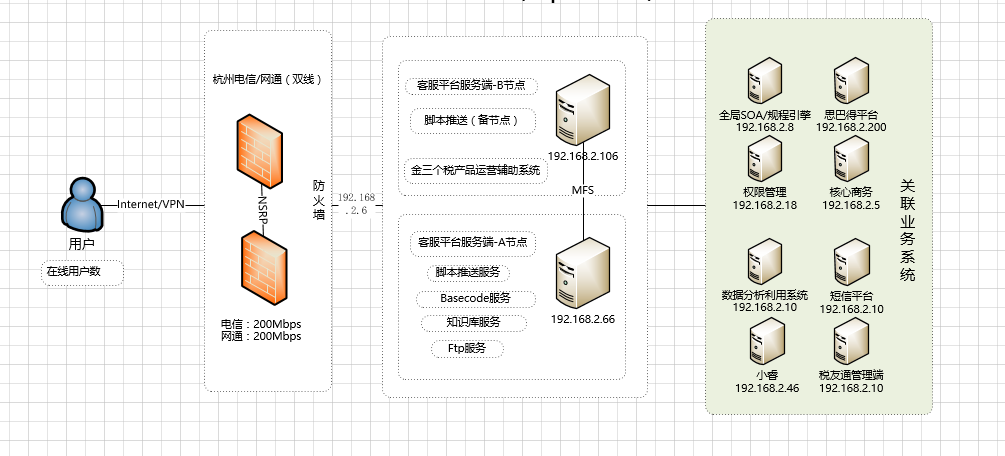 Internet/VPN
用户
在线用户数
杭州电信/网通（双线）
NSRP
防火墙
电信：200Mbps
网通：200Mbps
192.168
.2.6
客服平台服务端-B节点
脚本推送（备节点）
金三个税产品运营辅助系统
192.168.2.106
MFS
客服平台服务端-A节点
脚本推送服务
Basecode服务
知识库服务
Ftp服务
192.168.2.66
全局SOA/规程引擎
192.168.2.8
思巴得平台
192.168.2.200
权限管理
192.168.2.18
核心商务
192.168.2.5
数据分析利用系统
192.168.2.10
短信平台
192.168.2.10
小睿
192.168.2.46
税友通管理端
192.168.2.10
关联业务系统